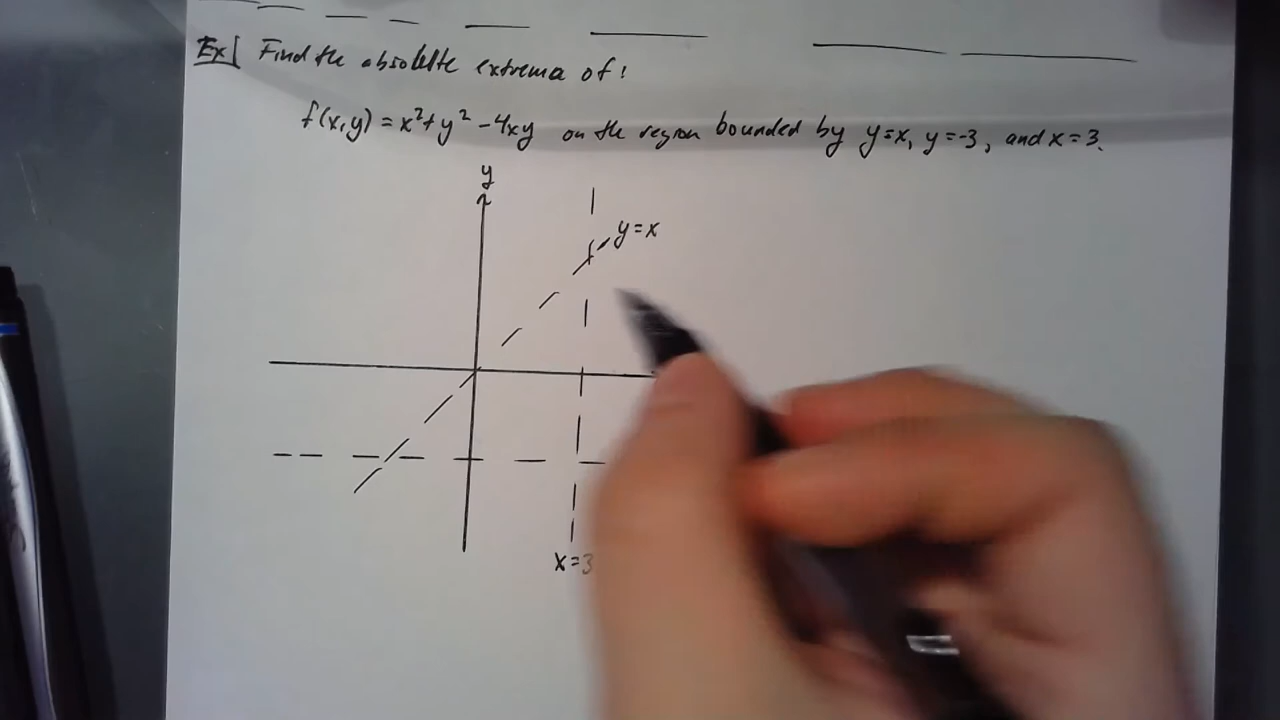 Ex] Find the absolute extrema of:
f(x,y) = x² + y² - 4xy on the region bounded by y=x, y=-3, and x=3.
y
y=x
x=3